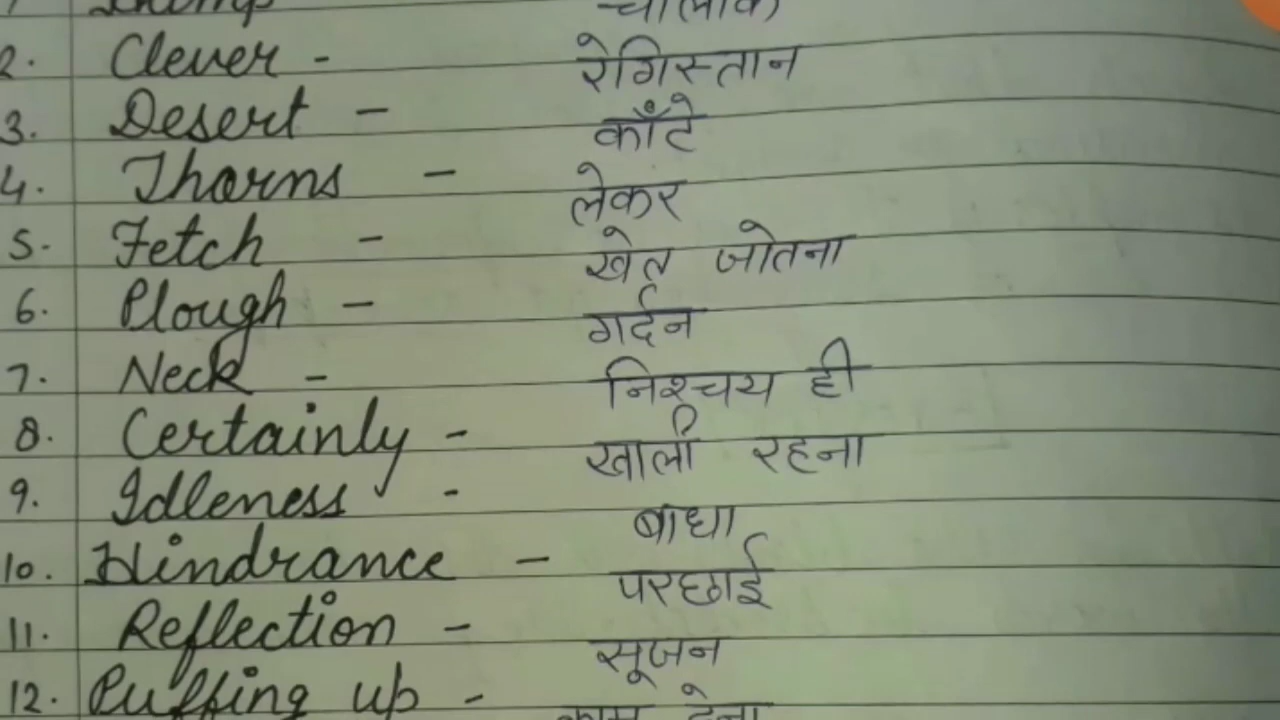 चालाक
2. Clever - रेगिस्तान
3. Desert - काँटे
4. Thorns - लेकर
5. Fetch - खेत जोतना
6. Plough - गर्दन
7. Neck - निश्चय ही
8. Certainly - खाली रहना
9. Idleness - बाधा
10. Hindrance - परछाई
11. Reflection - सूजन
12. Puffing up -